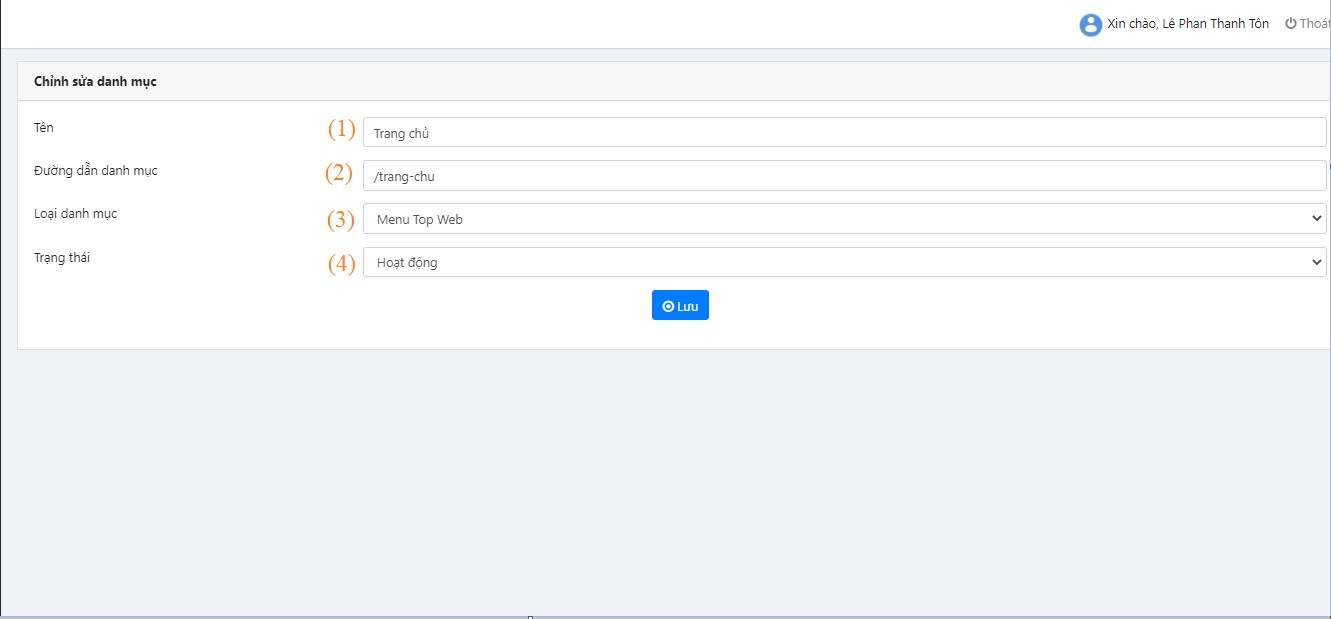 Xin chào, Lê Phan Thanh Tôn Thoát
Chỉnh sửa danh mục
Tên (1) Trang chủ
Đường dẫn danh mục (2) /trang-chu
Loại danh mục (3) Menu Top Web
Trạng thái (4) Hoạt động
Lưu